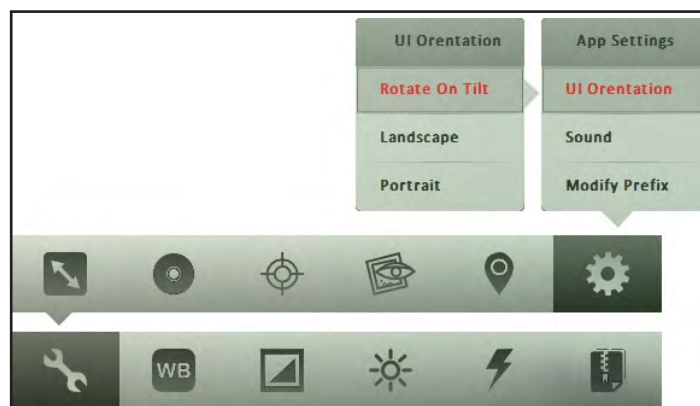 UI Orentation
Rotate On Tilt
Landscape
Portrait
App Settings
UI Orentation
Sound
Modify Prefix
WB